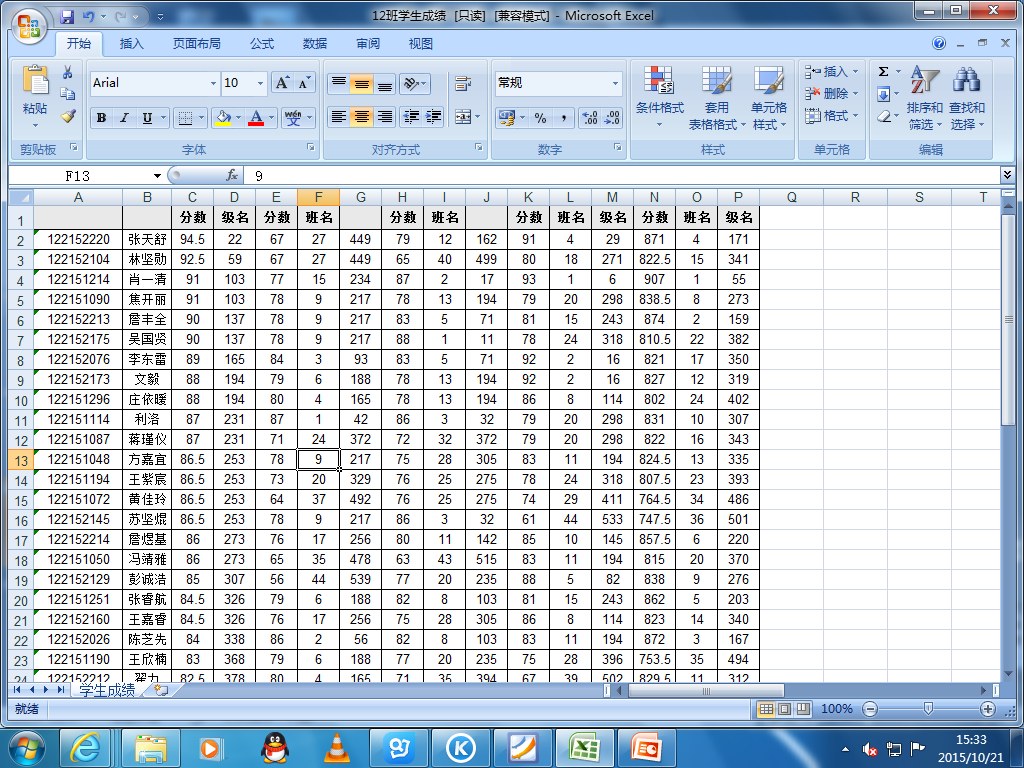 12班学生成绩 [只读] [兼容模式] - Microsoft Excel
开始 插入 页面布局 公式 数据 审阅 视图
Arial 10 常规
粘贴 B I U wén 文 % , 条件格式 套用 表格格式 单元格 样式 插入 删除 格式 Σ 排序和 筛选 查找和 选择
剪贴板 字体 对齐方式 数字 样式 单元格 编辑
F13 fx 9
A B C D E F G H I J K L M N O P Q R S T
1 分数 级名 分数 班名 分数 班名 分数 班名 级名 分数 班名 级名
2 122152220 张天舒 94.5 22 67 27 449 79 12 162 91 4 29 871 4 171
3 122152104 林坚勋 92.5 59 67 27 449 65 40 499 80 18 271 822.5 15 341
4 122151214 肖一清 91 103 77 15 234 87 2 17 93 1 6 907 1 55
5 122151090 焦开丽 91 103 78 9 217 78 13 194 79 20 298 838.5 8 273
6 122152213 詹丰全 90 137 78 9 217 83 5 71 81 15 243 874 2 159
7 122152175 吴国贤 90 137 78 9 217 88 1 11 78 24 318 810.5 22 382
8 122152076 李东雷 89 165 84 3 93 83 5 71 92 2 16 821 17 350
9 122152173 文毅 88 194 79 6 188 78 13 194 92 2 16 827 12 319
10 122151296 庄依暖 88 194 80 4 165 78 13 194 86 8 114 802 24 402
11 122151114 利洛 87 231 87 1 42 86 3 32 79 20 298 831 10 307
12 122151087 蒋瑾仪 87 231 71 24 372 72 32 372 79 20 298 822 16 343
13 122151048 方嘉宜 86.5 253 78 9 217 75 28 305 83 11 194 824.5 13 335
14 122151194 王紫宸 86.5 253 73 20 329 76 25 275 78 24 318 807.5 23 393
15 122151072 黄佳玲 86.5 253 64 37 492 76 25 275 74 29 411 764.5 34 486
16 122152145 苏坚焜 86.5 253 78 9 217 86 3 32 61 44 533 747.5 36 501
17 122152214 詹煜基 86 273 76 17 256 80 11 142 85 10 145 857.5 6 220
18 122151050 冯靖雅 86 273 65 35 478 63 43 515 83 11 194 815 20 370
19 122152129 彭诚浩 85 307 56 44 539 77 20 235 88 5 82 838 9 276
20 122151251 张睿航 84.5 326 79 6 188 82 8 103 81 15 243 862 5 203
21 122152160 王嘉睿 84.5 326 76 17 256 75 28 305 86 8 114 823 14 340
22 122152026 陈芝先 84 338 86 2 56 82 8 103 83 11 194 872 3 167
23 122151190 王欣楠 83 368 79 6 188 77 20 235 75 28 396 753.5 35 494
24 122152212 翟力 82.5 378 80 4 165 71 35 394 67 39 502 829.5 11 312
学生成绩
就绪 100%
15:33
2015/10/21